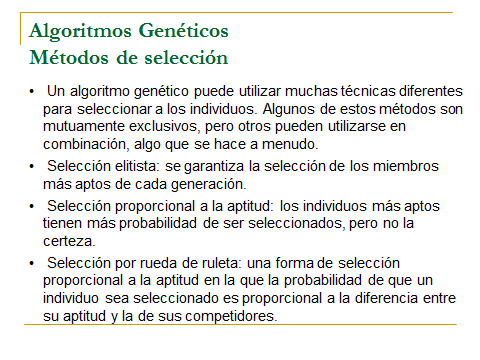 Algoritmos Genéticos
Métodos de selección
• Un algoritmo genético puede utilizar muchas técnicas diferentes
para seleccionar a los individuos. Algunos de estos métodos son
mutuamente exclusivos, pero otros pueden utilizarse en
combinación, algo que se hace a menudo.
• Selección elitista: se garantiza la selección de los miembros
más aptos de cada generación.
• Selección proporcional a la aptitud: los individuos más aptos
tienen más probabilidad de ser seleccionados, pero no la
certeza.
• Selección por rueda de ruleta: una forma de selección
proporcional a la aptitud en la que la probabilidad de que un
individuo sea seleccionado es proporcional a la diferencia entre
su aptitud y la de sus competidores.